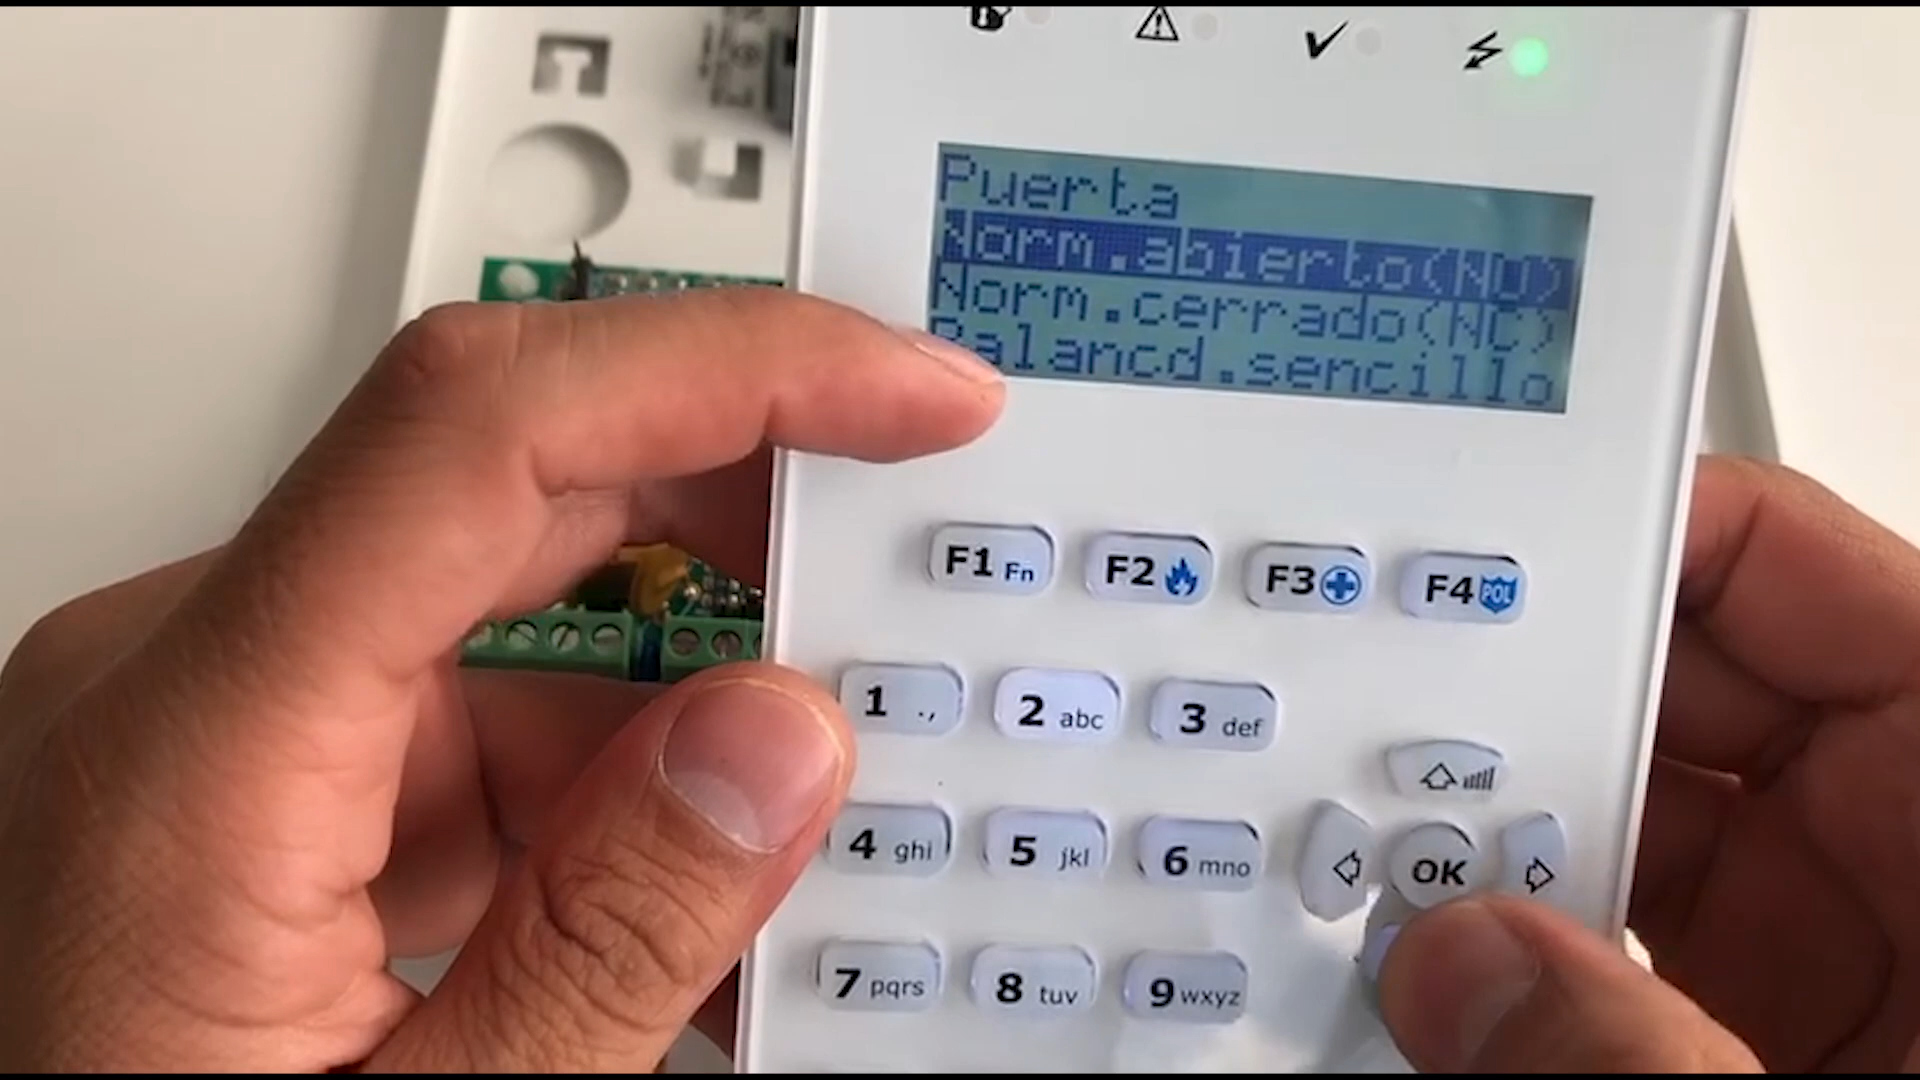 Puerta
Norm.abierto(NO)
Norm.cerrado(NC)
Balancd.sencillo
F1 Fn F2 F3 F4 POL
1 ., 2 abc 3 def
4 ghi 5 jkl 6 mno OK
7 pqrs 8 tuv 9 wxyz